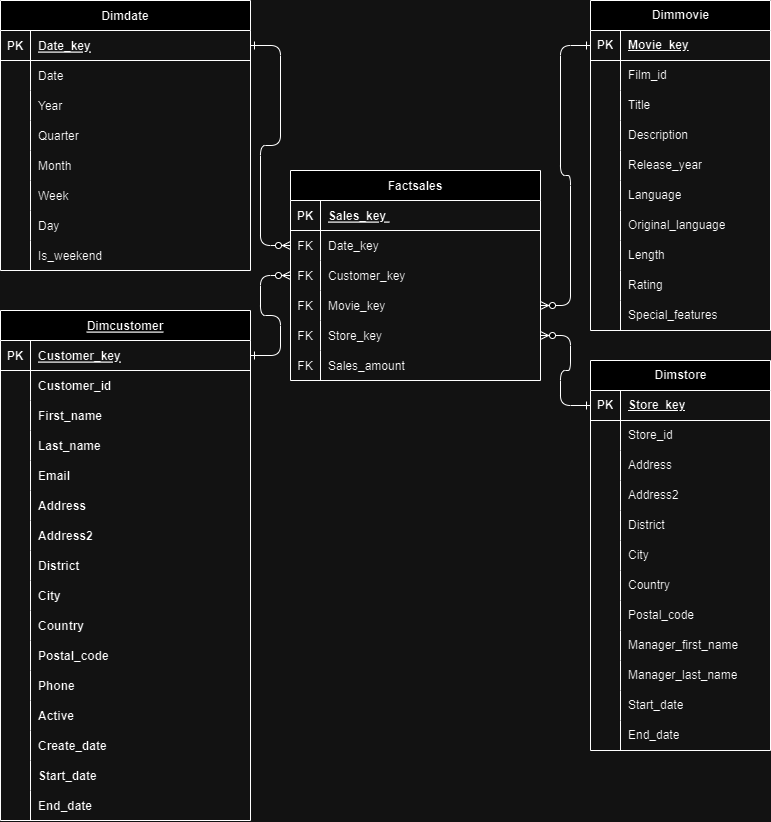 Dimdate
PK Date_key
Date
Year
Quarter
Month
Week
Day
Is_weekend
Dimcustomer
PK Customer_key
Customer_id
First_name
Last_name
Email
Address
Address2
District
City
Country
Postal_code
Phone
Active
Create_date
Start_date
End_date
Factsales
PK Sales_key
FK Date_key
FK Customer_key
FK Movie_key
FK Store_key
FK Sales_amount
Dimmovie
PK Movie_key
Film_id
Title
Description
Release_year
Language
Original_language
Length
Rating
Special_features
Dimstore
PK Store_key
Store_id
Address
Address2
District
City
Country
Postal_code
Manager_first_name
Manager_last_name
Start_date
End_date